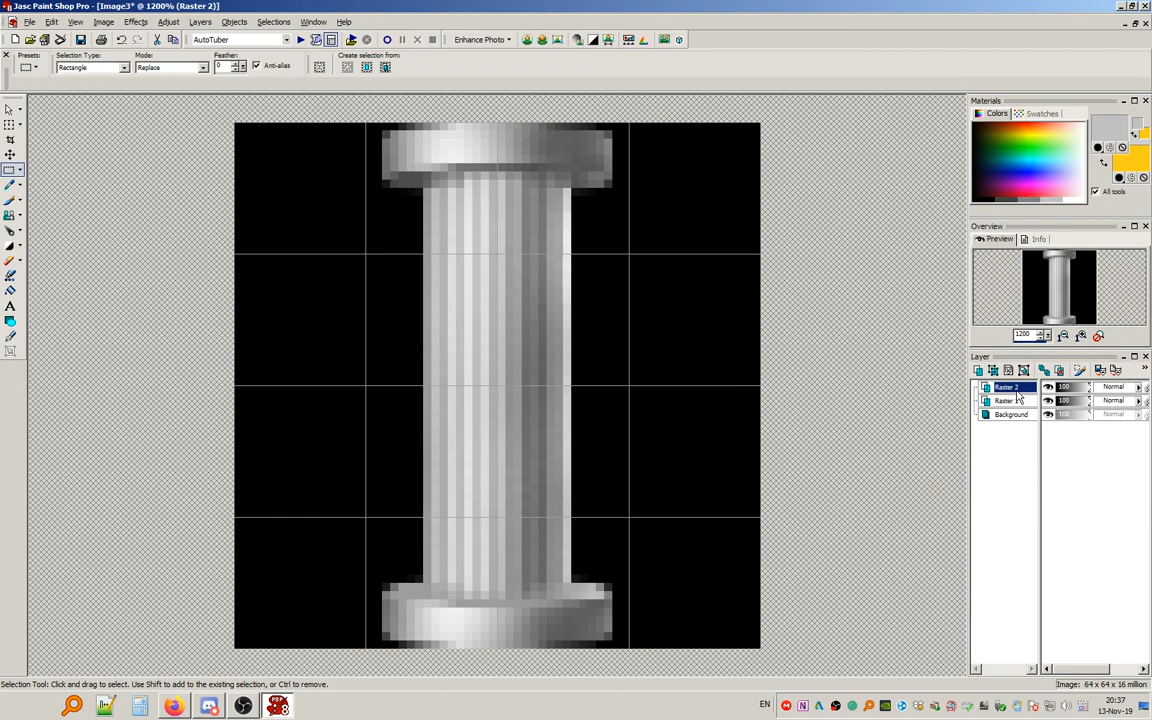 Jasc Paint Shop Pro - [Image3* @ 1200% (Raster 2)]
File Edit View Image Effects Adjust Layers Objects Selections Window Help
AutoTuber
Enhance Photo
Presets:
Selection Type:
Mode:
Feather:
Create selection from:
Rectangle
Replace
0
Anti-alias
Materials
Colors
Swatches
All tools
Overview
Preview
Info
1200
Layer
Raster 2
100
Normal
Raster
100
Normal
Background
100
Normal
Selection Tool: Click and drag to select. Use Shift to add to the existing selection, or Ctrl to remove.
Image: 64 x 64 x 16 million
EN
20:37
13-Nov-19